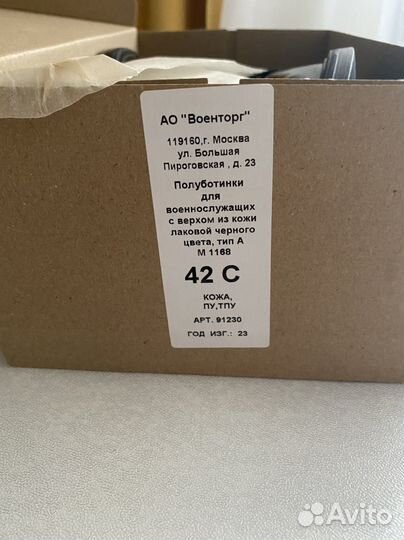 АО "Военторг"
119160,г. Москва
ул. Большая
Пироговская , д. 23
Полуботинки
для
военнослужащих
с верхом из кожи
лаковой черного
цвета, тип А
М 1168
42 С
КОЖА,
ПУ,ТПУ
АРТ. 91230
ГОД ИЗГ.: 23
Avito